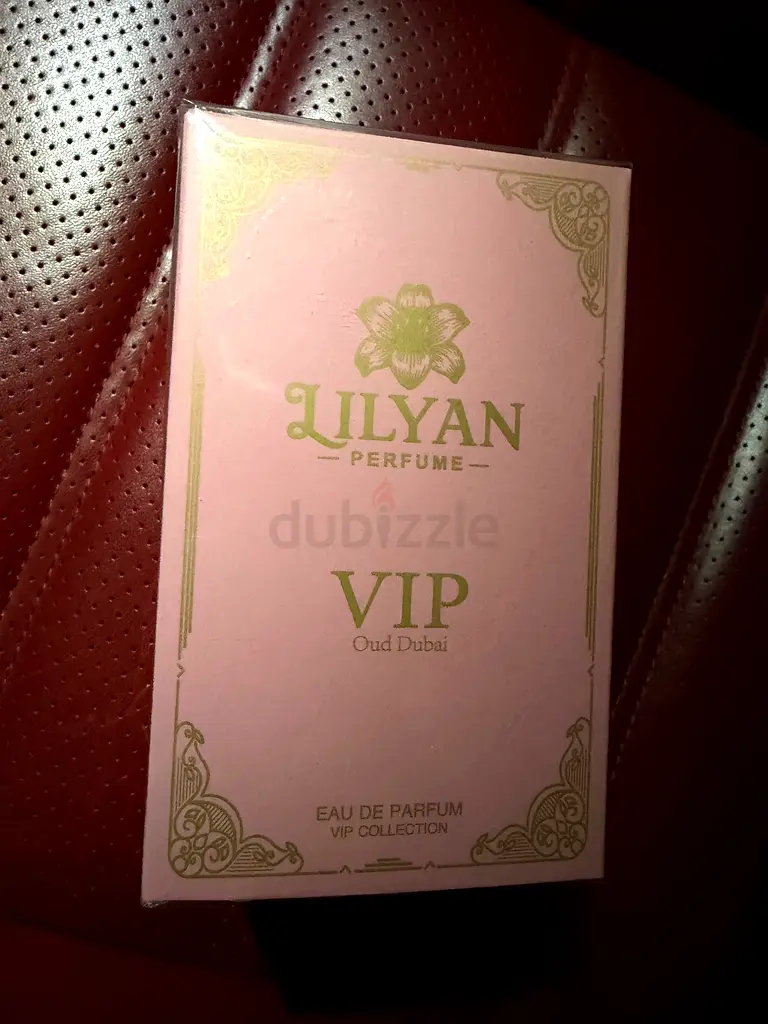 LILYAN
PERFUME
dubizzle
VIP
Oud Dubai
EAU DE PARFUM
VIP COLLECTION